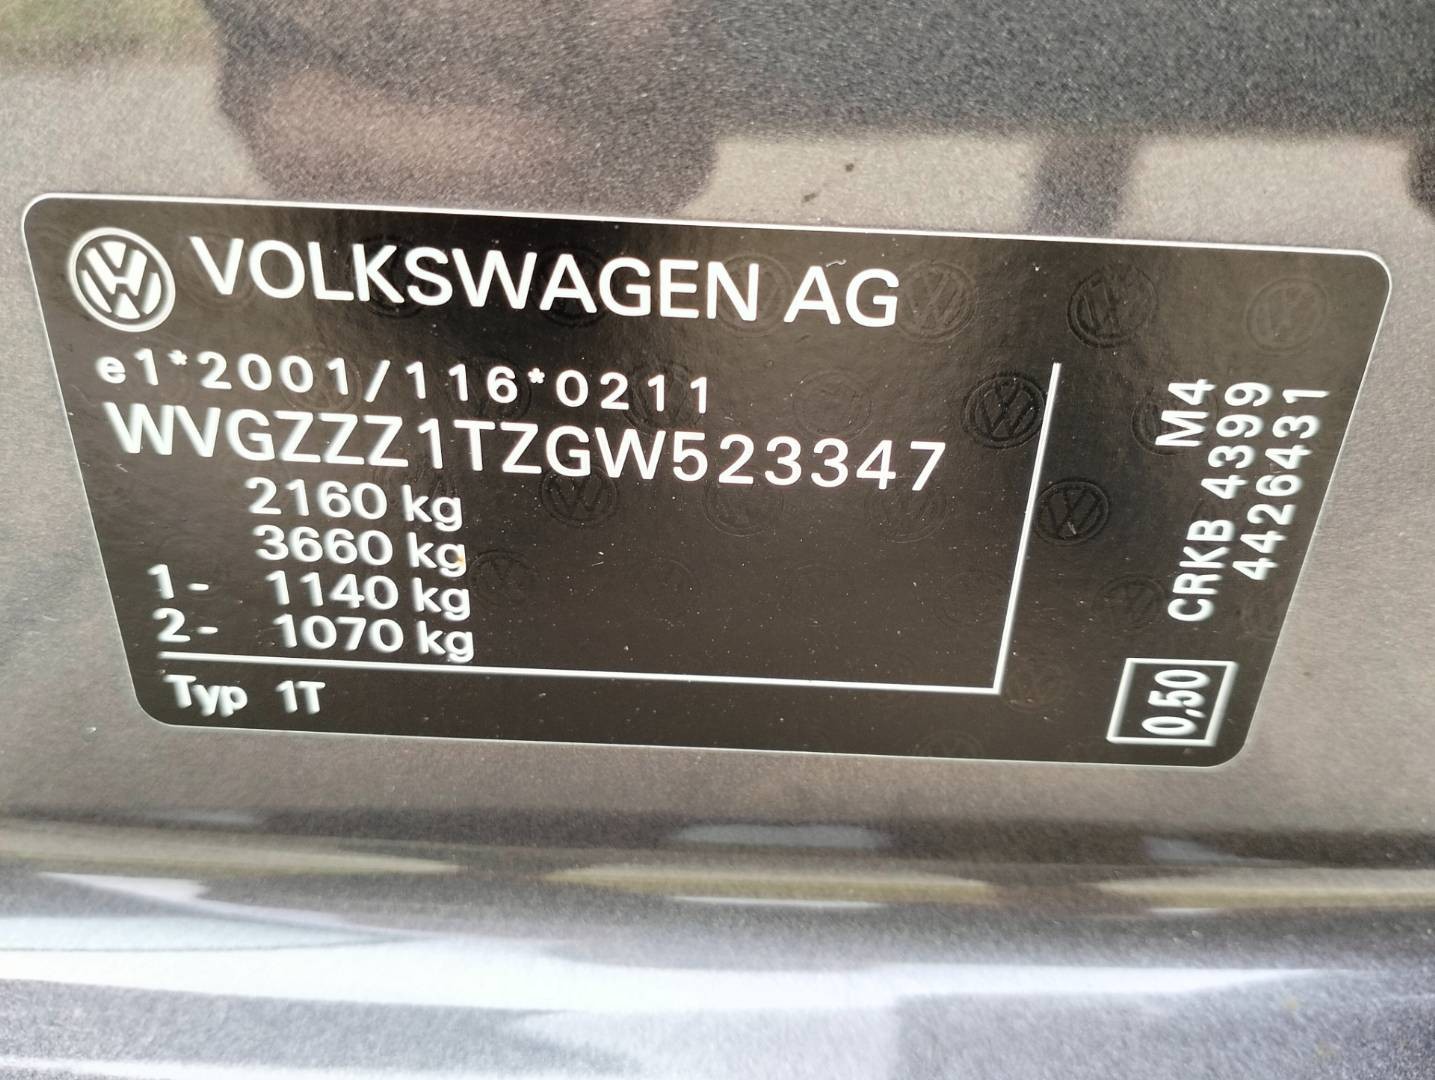 VOLKSWAGEN AG
e1*2001/116*0211
WVGZZZ1TZGW523347
2160 kg
3660 kg
1- 1140 kg
2- 1070 kg
Typ 1T
M4
CRKB 4399
4426431
0,50